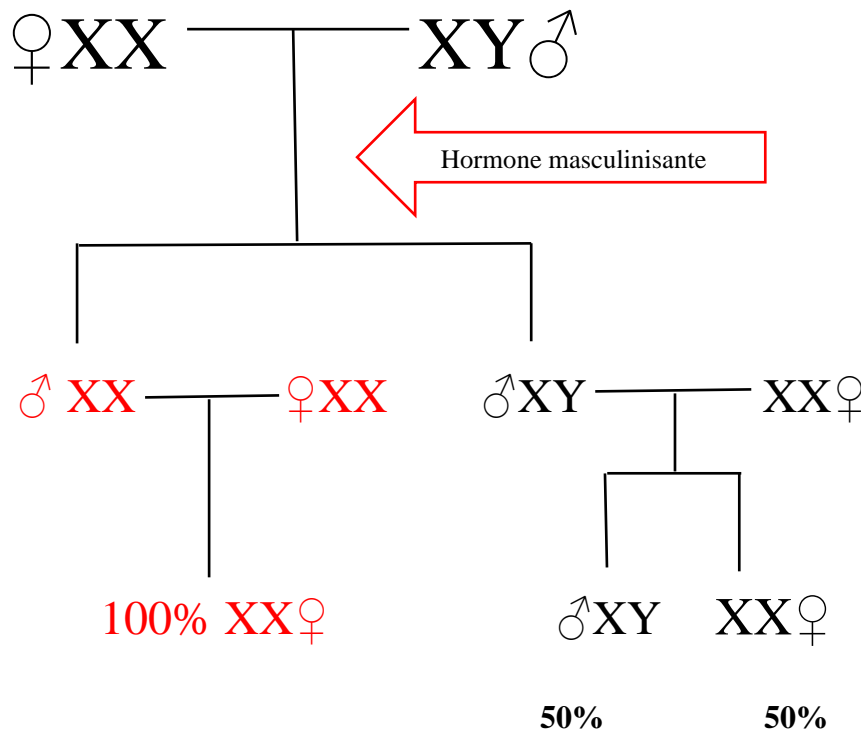 ♀XX XY♂
Hormone masculinisante
♂ XX ♀XX ♂XY XX♀
100% XX♀ ♂XY XX♀
50% 50%